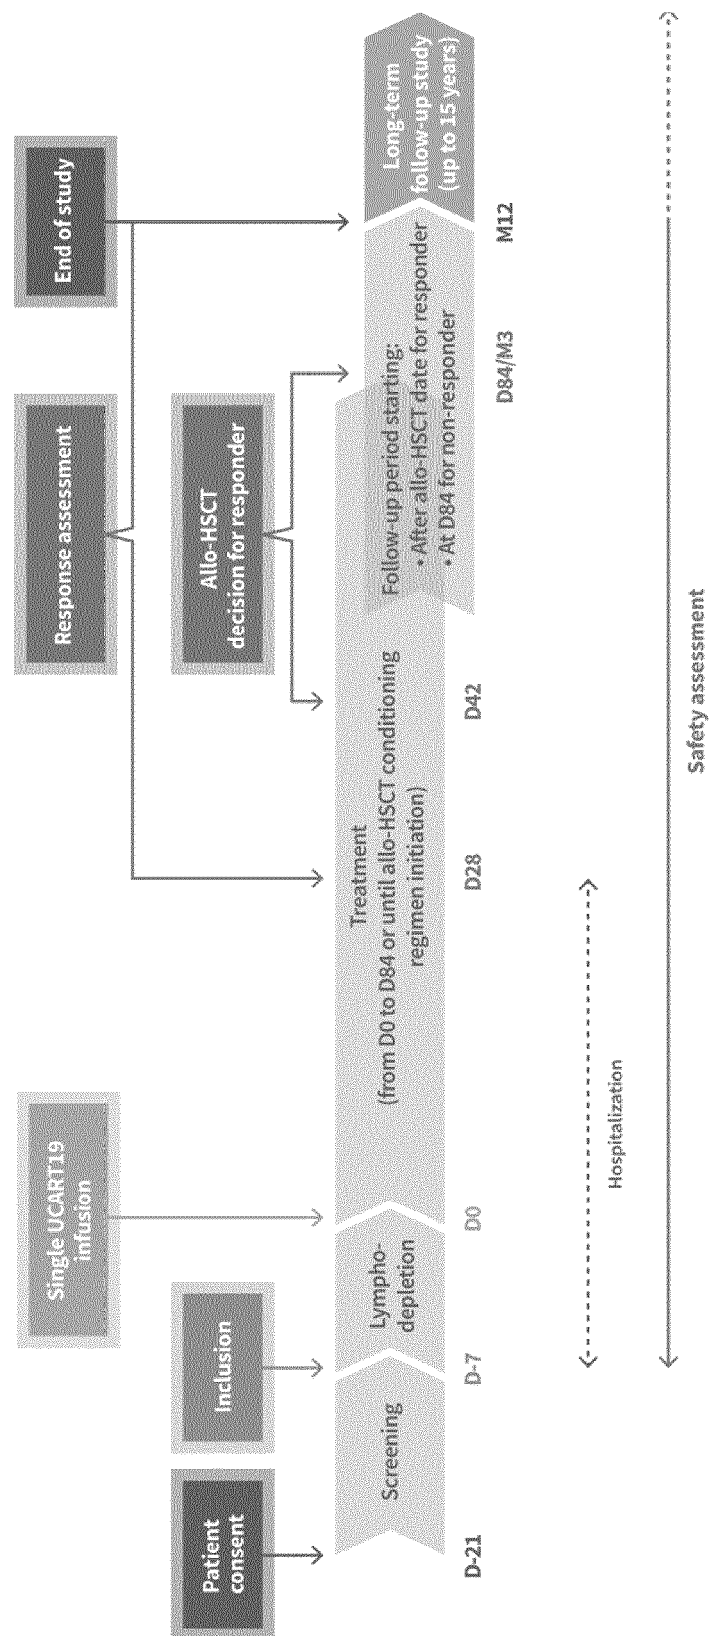 Patient
consent
Inclusion
Single UCART19
infusion
Response assessment
Allo-HSCT
decision for responder
End of study
Screening
Lympho-
depletion
Treatment
(from D0 to D84 or until allo-HSCT conditioning
regimen initiation)
Follow-up period starting:
• After allo-HSCT date for responder
• At D84 for non-responder
Long-term
follow-up study
(up to 15 years)
D-21
D-7
D0
D28
D42
D84/M3
M12
Hospitalization
Safety assessment